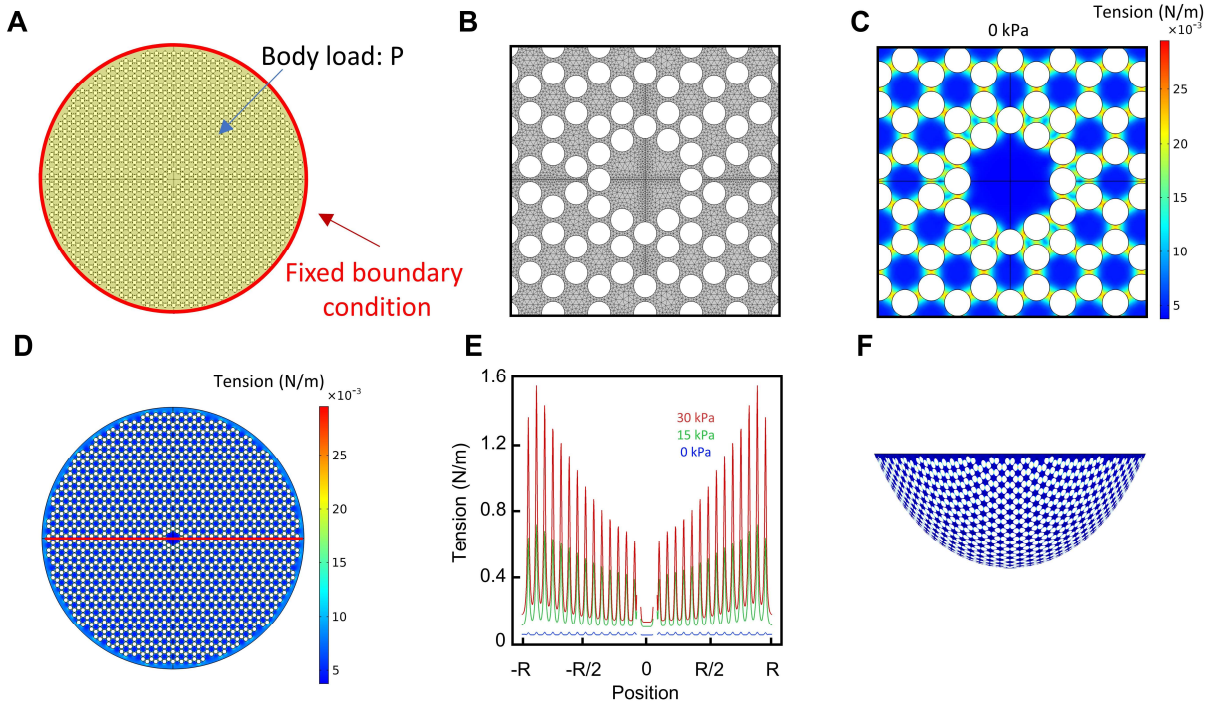 A
Body load: P
Fixed boundary
condition
B
C
Tension (N/m)
0 kPa
×10⁻³
25
20
15
10
5
D
Tension (N/m)
×10⁻³
25
20
15
10
5
E
1.6
1.2
0.8
0.4
0
Tension (N/m)
30 kPa
15 kPa
0 kPa
-R
-R/2
0
R/2
R
Position
F